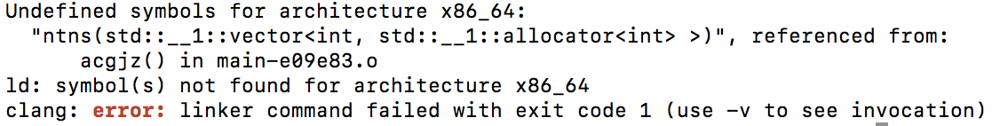 Undefined symbols for architecture x86_64:
  "ntns(std::__1::vector<int, std::__1::allocator<int> >)", referenced from:
      acgjz() in main-e09e83.o
ld: symbol(s) not found for architecture x86_64
clang: error: linker command failed with exit code 1 (use -v to see invocation)